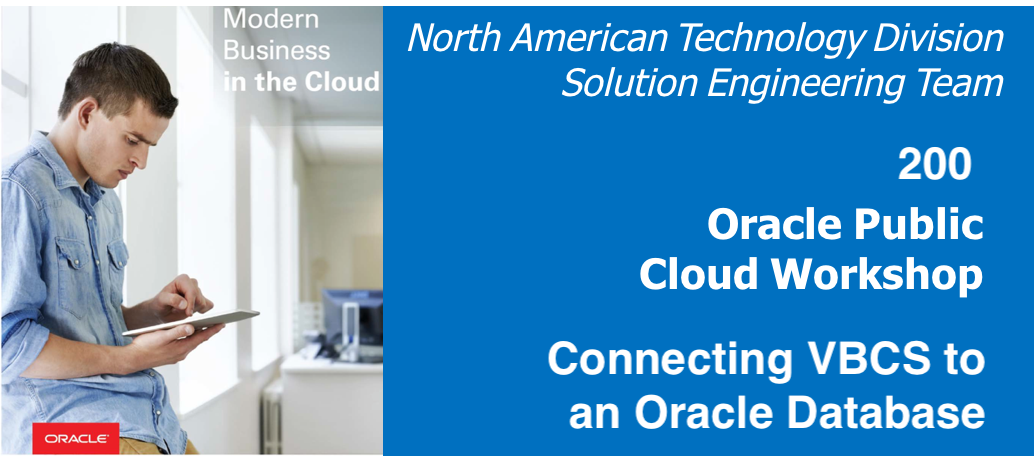 Modern
Business
in the Cloud
ORACLE®
North American Technology Division
Solution Engineering Team
200
Oracle Public
Cloud Workshop
Connecting VBCS to
an Oracle Database